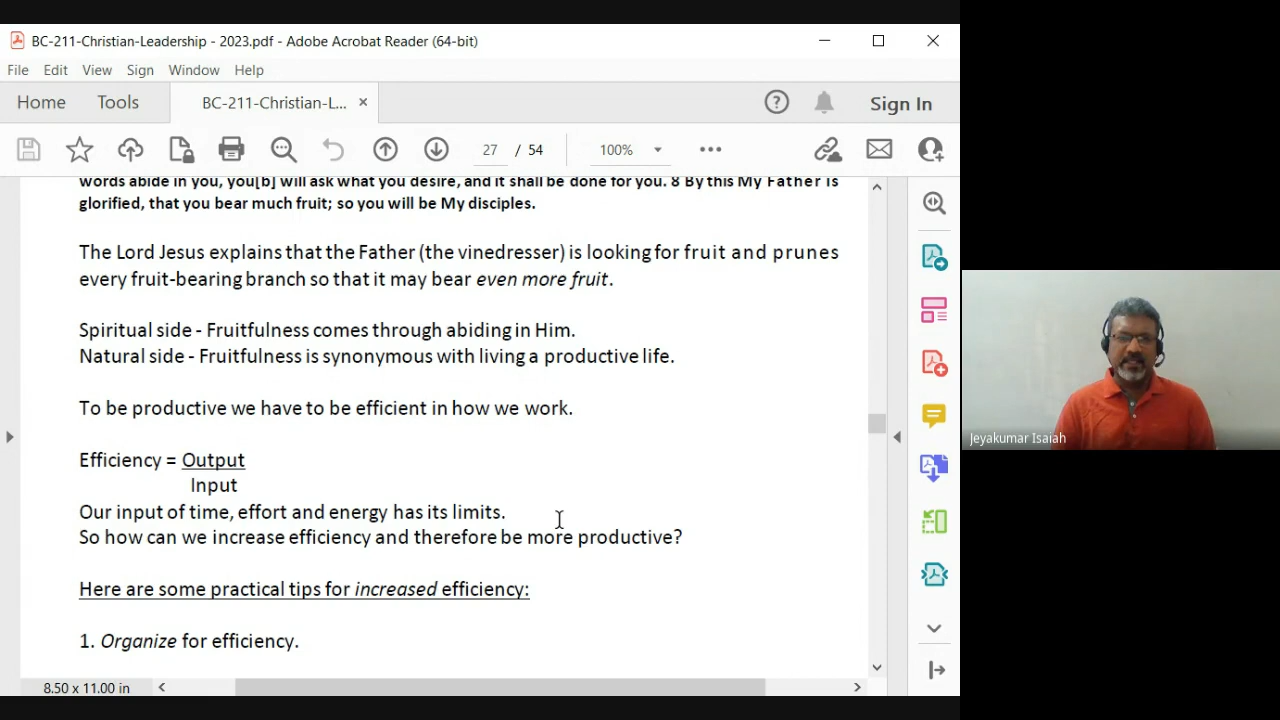 BC-211-Christian-Leadership - 2023.pdf - Adobe Acrobat Reader (64-bit)
File Edit View Sign Window Help
Home Tools BC-211-Christian-L... Sign In
27 / 54 100%
words abide in you, you[b] will ask what you desire, and it shall be done for you. 8 By this My Father is
glorified, that you bear much fruit; so you will be My disciples.
The Lord Jesus explains that the Father (the vinedresser) is looking for fruit and prunes
every fruit-bearing branch so that it may bear even more fruit.
Spiritual side - Fruitfulness comes through abiding in Him.
Natural side - Fruitfulness is synonymous with living a productive life.
To be productive we have to be efficient in how we work.
Efficiency = Output
Input
Our input of time, effort and energy has its limits.
So how can we increase efficiency and therefore be more productive?
Here are some practical tips for increased efficiency:
1. Organize for efficiency.
8.50 x 11.00 in
Jeyakumar Isaiah